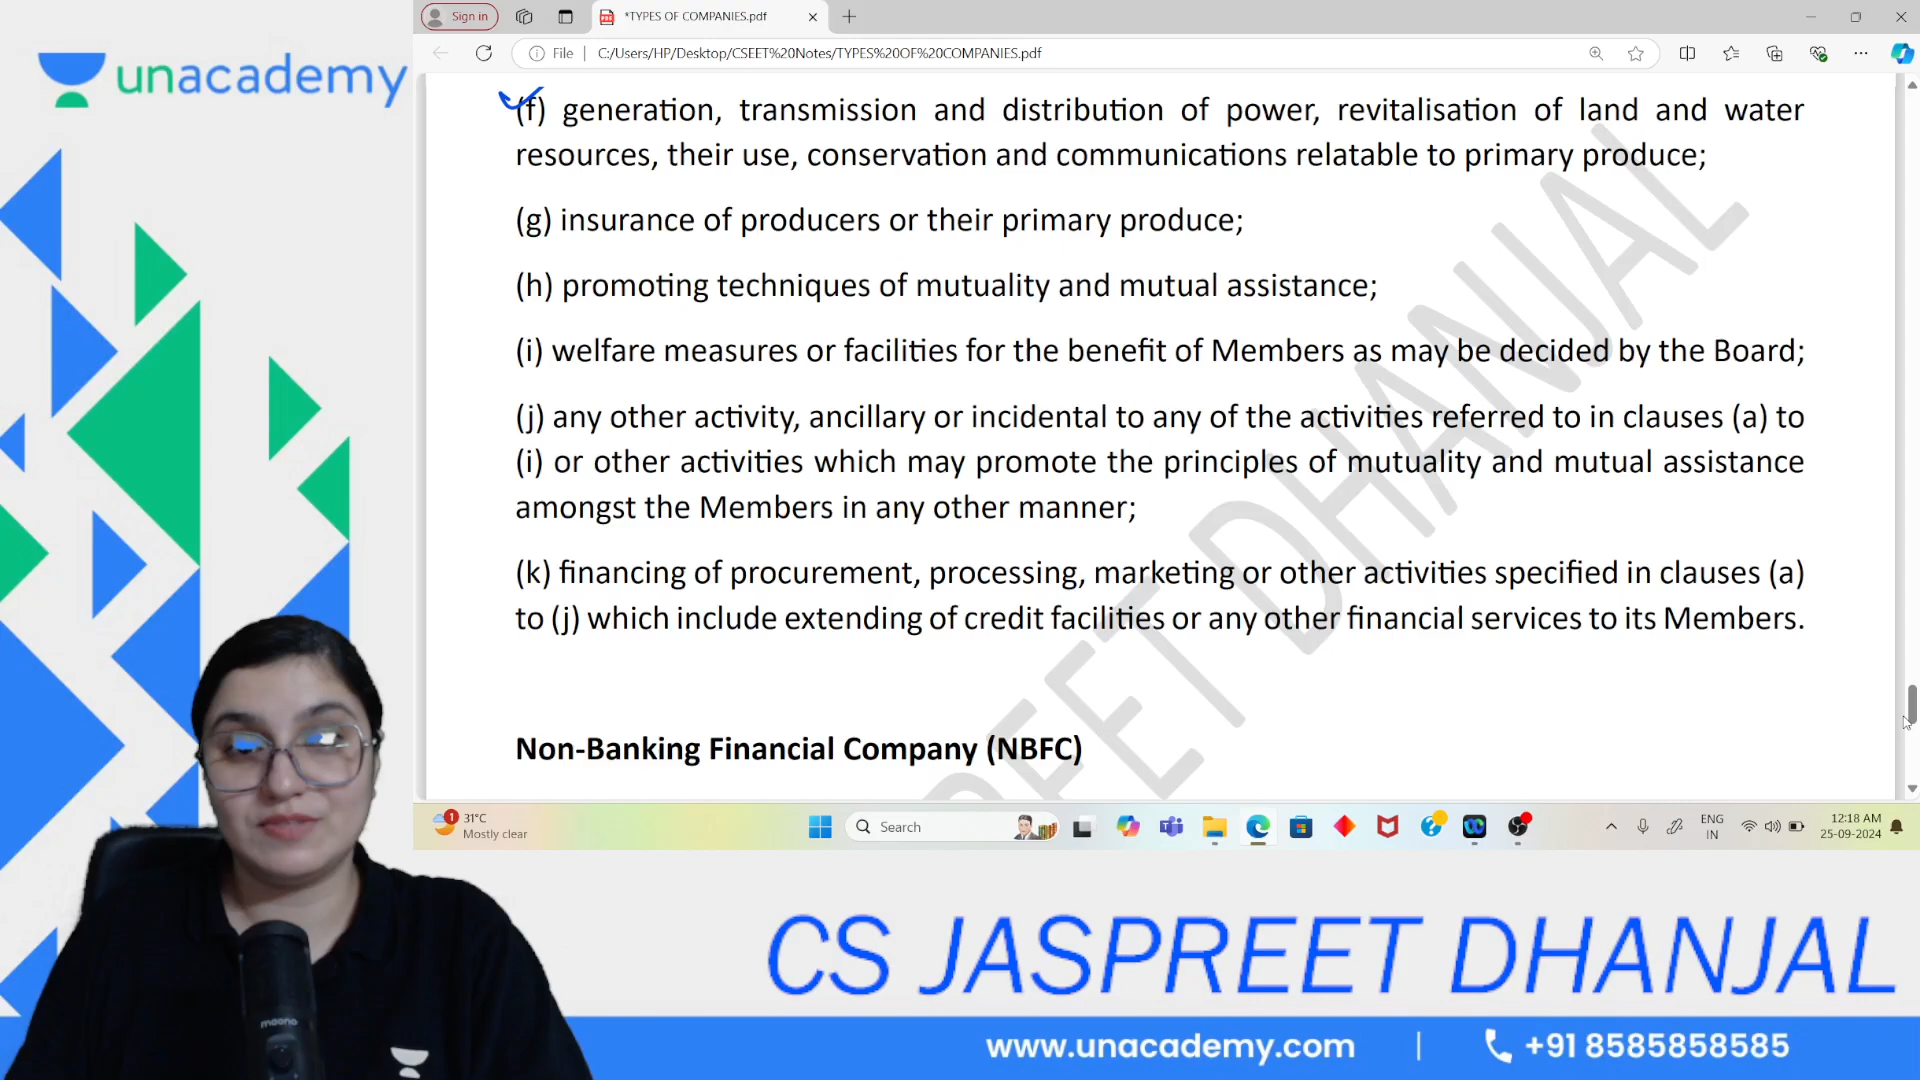 unacademy
Sign in
*TYPES OF COMPANIES.pdf
File
C:/Users/HP/Desktop/CSEET%20Notes/TYPES%20OF%20COMPANIES.pdf
(f) generation, transmission and distribution of power, revitalisation of land and water
resources, their use, conservation and communications relatable to primary produce;
(g) insurance of producers or their primary produce;
(h) promoting techniques of mutuality and mutual assistance;
(i) welfare measures or facilities for the benefit of Members as may be decided by the Board;
(j) any other activity, ancillary or incidental to any of the activities referred to in clauses (a) to
(i) or other activities which may promote the principles of mutuality and mutual assistance
amongst the Members in any other manner;
(k) financing of procurement, processing, marketing or other activities specified in clauses (a)
to (j) which include extending of credit facilities or any other financial services to its Members.
Non-Banking Financial Company (NBFC)
REET DHANJAL
1
31°C
Mostly clear
Search
ENG
IN
12:18 AM
25-09-2024
maono
CS JASPREET DHANJAL
www.unacademy.com | +91 8585858585